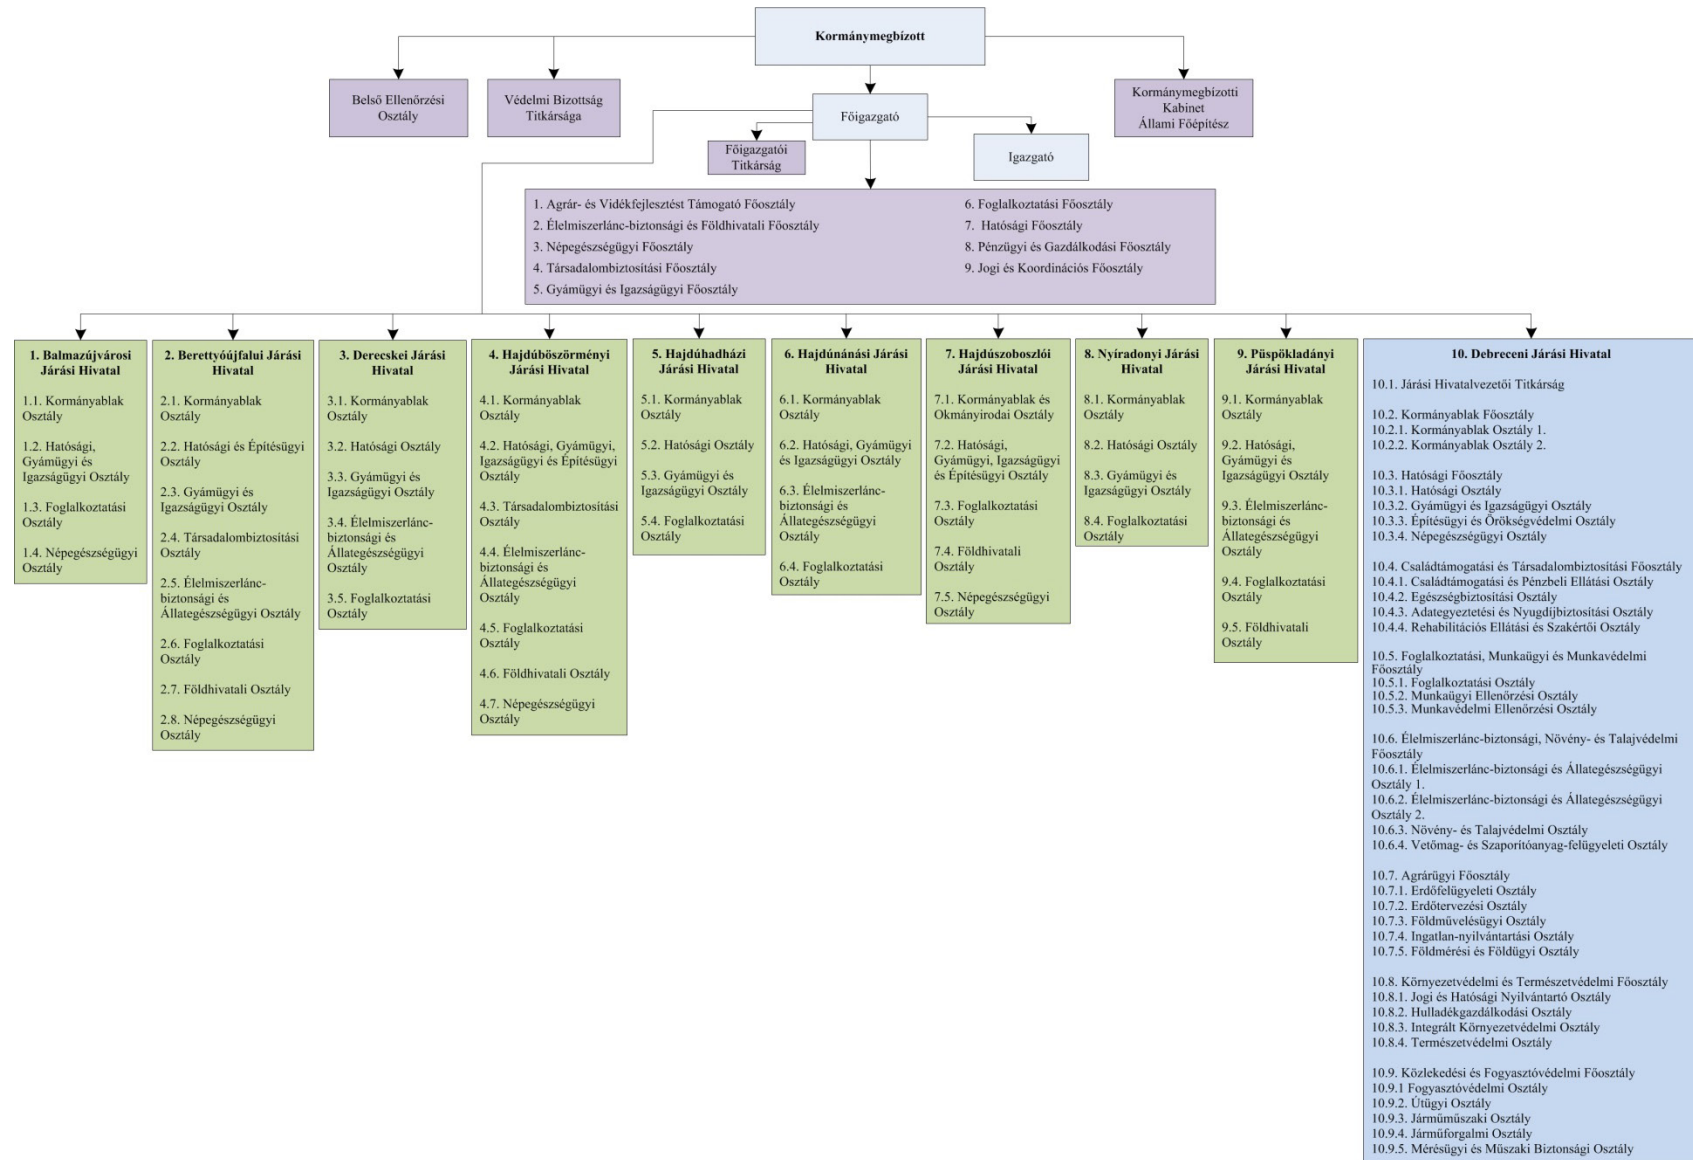 Kormánymegbízott
Belső Ellenőrzési
Osztály
Védelmi Bizottság
Titkársága
Kormánymegbízotti
Kabinet
Állami Főépítész
Főigazgató
Főigazgatói
Titkárság
Igazgató
1. Agrár- és Vidékfejlesztést Támogató Főosztály
2. Élelmiszerlánc-biztonsági és Földhivatali Főosztály
3. Népegészségügyi Főosztály
4. Társadalombiztosítási Főosztály
5. Gyámügyi és Igazságügyi Főosztály
6. Foglalkoztatási Főosztály
7. Hatósági Főosztály
8. Pénzügyi és Gazdálkodási Főosztály
9. Jogi és Koordinációs Főosztály
1. Balmazújvárosi
Járási Hivatal
1.1. Kormányablak
Osztály
1.2. Hatósági,
Gyámügyi és
Igazságügyi Osztály
1.3. Foglalkoztatási
Osztály
1.4. Népegészségügyi
Osztály
2. Berettyóújfalui Járási
Hivatal
2.1. Kormányablak
Osztály
2.2. Hatósági és Építésügyi
Osztály
2.3. Gyámügyi és
Igazságügyi Osztály
2.4. Társadalombiztosítási
Osztály
2.5. Élelmiszerlánc-
biztonsági és
Állategészségügyi Osztály
2.6. Foglalkoztatási
Osztály
2.7. Földhivatali Osztály
2.8. Népegészségügyi
Osztály
3. Derecskei Járási
Hivatal
3.1. Kormányablak
Osztály
3.2. Hatósági Osztály
3.3. Gyámügyi és
Igazságügyi Osztály
3.4. Élelmiszerlánc-
biztonsági és
Állategészségügyi
Osztály
3.5. Foglalkoztatási
Osztály
4. Hajdúböszörményi
Járási Hivatal
4.1. Kormányablak
Osztály
4.2. Hatósági, Gyámügyi,
Igazságügyi és Építésügyi
Osztály
4.3. Társadalombiztosítási
Osztály
4.4. Élelmiszerlánc-
biztonsági és
Állategészségügyi
Osztály
4.5. Foglalkoztatási
Osztály
4.6. Földhivatali Osztály
4.7. Népegészségügyi
Osztály
5. Hajdúhadházi
Járási Hivatal
5.1. Kormányablak
Osztály
5.2. Hatósági Osztály
5.3. Gyámügyi és
Igazságügyi Osztály
5.4. Foglalkoztatási
Osztály
6. Hajdúnánási Járási
Hivatal
6.1. Kormányablak
Osztály
6.2. Hatósági, Gyámügyi
és Igazságügyi Osztály
6.3. Élelmiszerlánc-
biztonsági és
Állategészségügyi
Osztály
6.4. Foglalkoztatási
Osztály
7. Hajdúszoboszlói
Járási Hivatal
7.1. Kormányablak és
Okmányirodai Osztály
7.2. Hatósági,
Gyámügyi, Igazságügyi
és Építésügyi Osztály
7.3. Foglalkoztatási
Osztály
7.4. Földhivatali
Osztály
7.5. Népegészségügyi
Osztály
8. Nyíradonyi Járási
Hivatal
8.1. Kormányablak
Osztály
8.2. Hatósági Osztály
8.3. Gyámügyi és
Igazságügyi Osztály
8.4. Foglalkoztatási
Osztály
9. Püspökladányi
Járási Hivatal
9.1. Kormányablak
Osztály
9.2. Hatósági,
Gyámügyi és
Igazságügyi Osztály
9.3. Élelmiszerlánc-
biztonsági és
Állategészségügyi
Osztály
9.4. Foglalkoztatási
Osztály
9.5. Földhivatali
Osztály
10. Debreceni Járási Hivatal
10.1. Járási Hivatalvezetői Titkárság
10.2. Kormányablak Főosztály
10.2.1. Kormányablak Osztály 1.
10.2.2. Kormányablak Osztály 2.
10.3. Hatósági Főosztály
10.3.1. Hatósági Osztály
10.3.2. Gyámügyi és Igazságügyi Osztály
10.3.3. Építésügyi és Örökségvédelmi Osztály
10.3.4. Népegészségügyi Osztály
10.4. Családtámogatási és Társadalombiztosítási Főosztály
10.4.1. Családtámogatási és Pénzbeli Ellátási Osztály
10.4.2. Egészségbiztosítási Osztály
10.4.3. Adategyeztetési és Nyugdíjbiztosítási Osztály
10.4.4. Rehabilitációs Ellátási és Szakértői Osztály
10.5. Foglalkoztatási, Munkaügyi és Munkavédelmi
Főosztály
10.5.1. Foglalkoztatási Osztály
10.5.2. Munkaügyi Ellenőrzési Osztály
10.5.3. Munkavédelmi Ellenőrzési Osztály
10.6. Élelmiszerlánc-biztonsági, Növény- és Talajvédelmi
Főosztály
10.6.1. Élelmiszerlánc-biztonsági és Állategészségügyi
Osztály 1.
10.6.2. Élelmiszerlánc-biztonsági és Állategészségügyi
Osztály 2.
10.6.3. Növény- és Talajvédelmi Osztály
10.6.4. Vetőmag- és Szaporítóanyag-felügyeleti Osztály
10.7. Agrárügyi Főosztály
10.7.1. Erdőfelügyeleti Osztály
10.7.2. Erdőtervezési Osztály
10.7.3. Földművelésügyi Osztály
10.7.4. Ingatlan-nyilvántartási Osztály
10.7.5. Földmérési és Földügyi Osztály
10.8. Környezetvédelmi és Természetvédelmi Főosztály
10.8.1. Jogi és Hatósági Nyilvántartó Osztály
10.8.2. Hulladékgazdálkodási Osztály
10.8.3. Integrált Környezetvédelmi Osztály
10.8.4. Természetvédelmi Osztály
10.9. Közlekedési és Fogyasztóvédelmi Főosztály
10.9.1 Fogyasztóvédelmi Osztály
10.9.2. Útügyi Osztály
10.9.3. Járműműszaki Osztály
10.9.4. Járműforgalmi Osztály
10.9.5. Mérésügyi és Műszaki Biztonsági Osztály